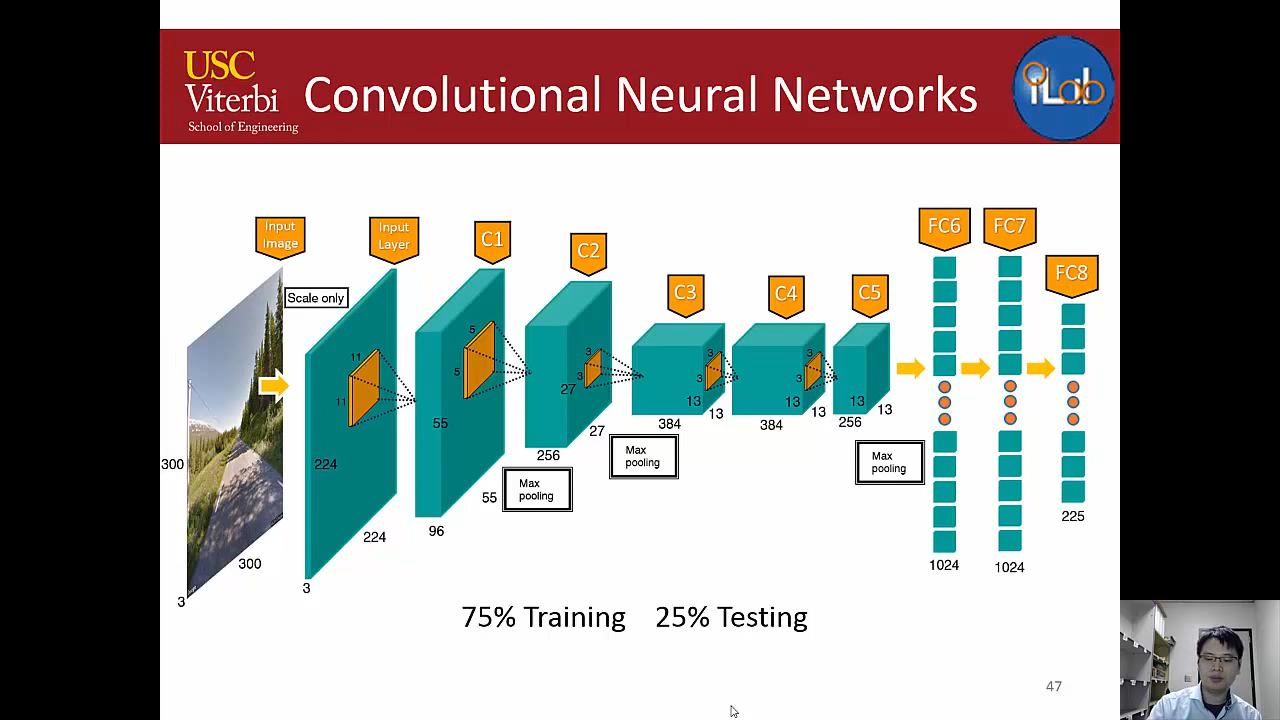 USC
Viterbi
School of Engineering
Convolutional Neural Networks
iLab
Input
Image
Input
Layer
C1
C2
C3
C4
C5
FC6
FC7
FC8
Scale only
11
11
5
5
3
3
3
3
3
3
300
300
3
224
224
3
55
55
96
27
27
256
13
13
384
13
13
384
13
13
256
Max
pooling
Max
pooling
Max
pooling
1024
1024
225
75% Training 25% Testing
47